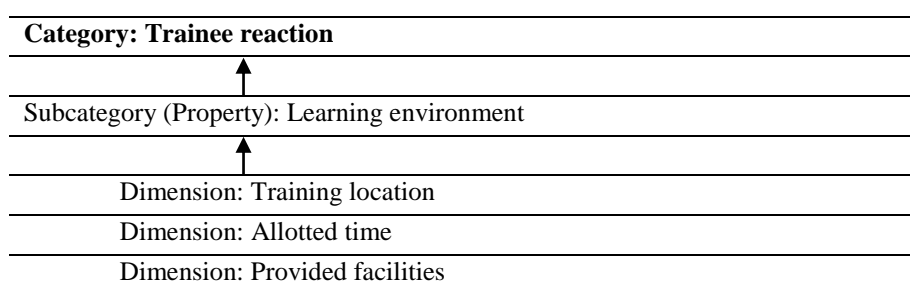 Category: Trainee reaction
Subcategory (Property): Learning environment
Dimension: Training location
Dimension: Allotted time
Dimension: Provided facilities